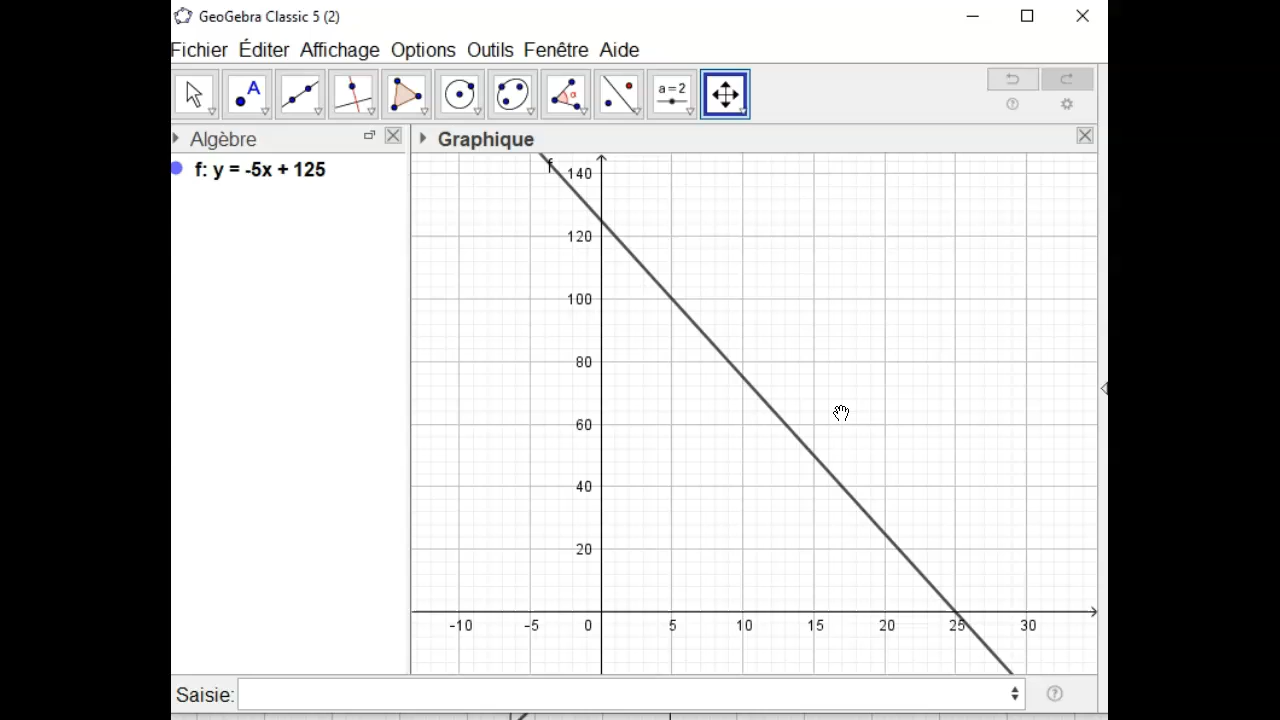 GeoGebra Classic 5 (2)
Fichier Éditer Affichage Options Outils Fenêtre Aide
A
α
a=2
Algèbre
Graphique
f: y = -5x + 125
f
140
120
100
80
60
40
20
-10 -5 0 5 10 15 20 25 30
Saisie: